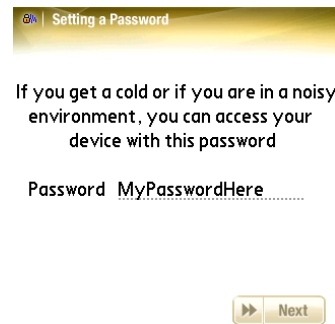 Setting a Password
If you get a cold or if you are in a noisy
environment, you can access your
device with this password
Password MyPasswordHere
Next